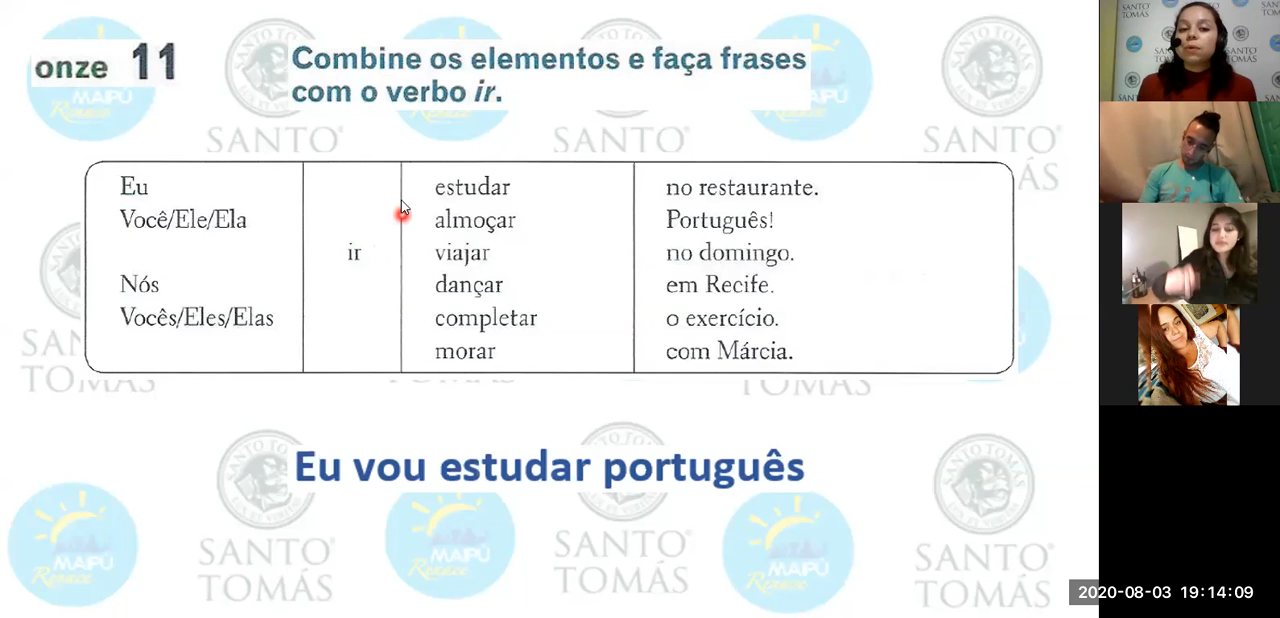 onze 11
Combine os elementos e faça frases
com o verbo ir.
Eu estudar no restaurante.
Você/Ele/Ela almoçar Português!
ir viajar no domingo.
Nós dançar em Recife.
Vocês/Eles/Elas completar o exercício.
morar com Márcia.
Eu vou estudar português
SANTO TOMÁS
MAIPÚ
2020-08-03 19:14:09